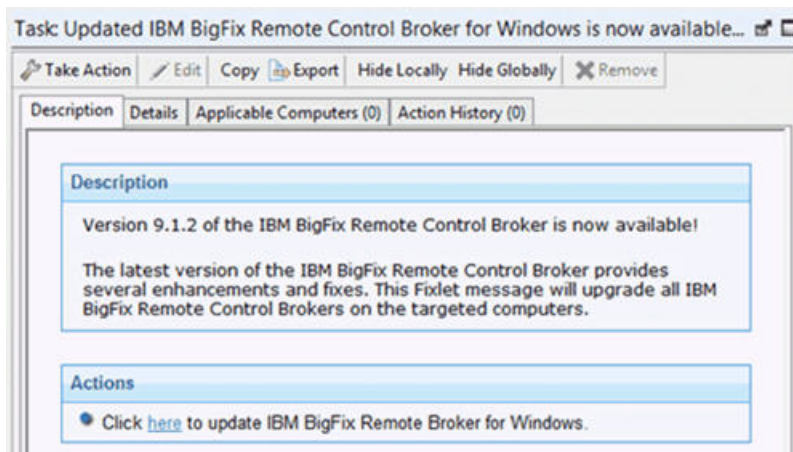 Task: Updated IBM BigFix Remote Control Broker for Windows is now available...
Take Action Edit Copy Export Hide Locally Hide Globally Remove
Description Details Applicable Computers (0) Action History (0)
Description
Version 9.1.2 of the IBM BigFix Remote Control Broker is now available!
The latest version of the IBM BigFix Remote Control Broker provides
several enhancements and fixes. This Fixlet message will upgrade all IBM
BigFix Remote Control Brokers on the targeted computers.
Actions
Click here to update IBM BigFix Remote Broker for Windows.